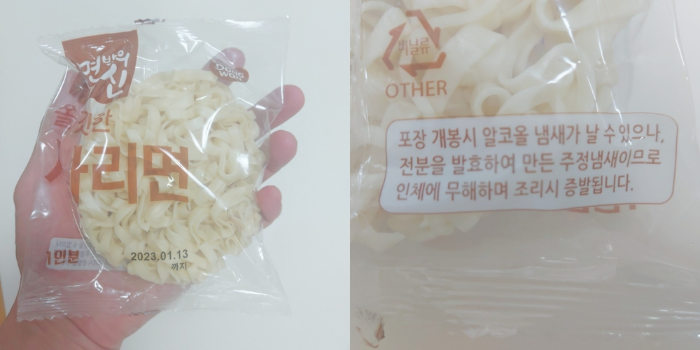 면발의
신
쫄깃한
사리면
1인분
2023.01.13
까지
비닐류
OTHER
포장 개봉시 알코올 냄새가 날 수 있으나,
전분을 발효하여 만든 주정냄새이므로
인체에 무해하며 조리시 증발됩니다.